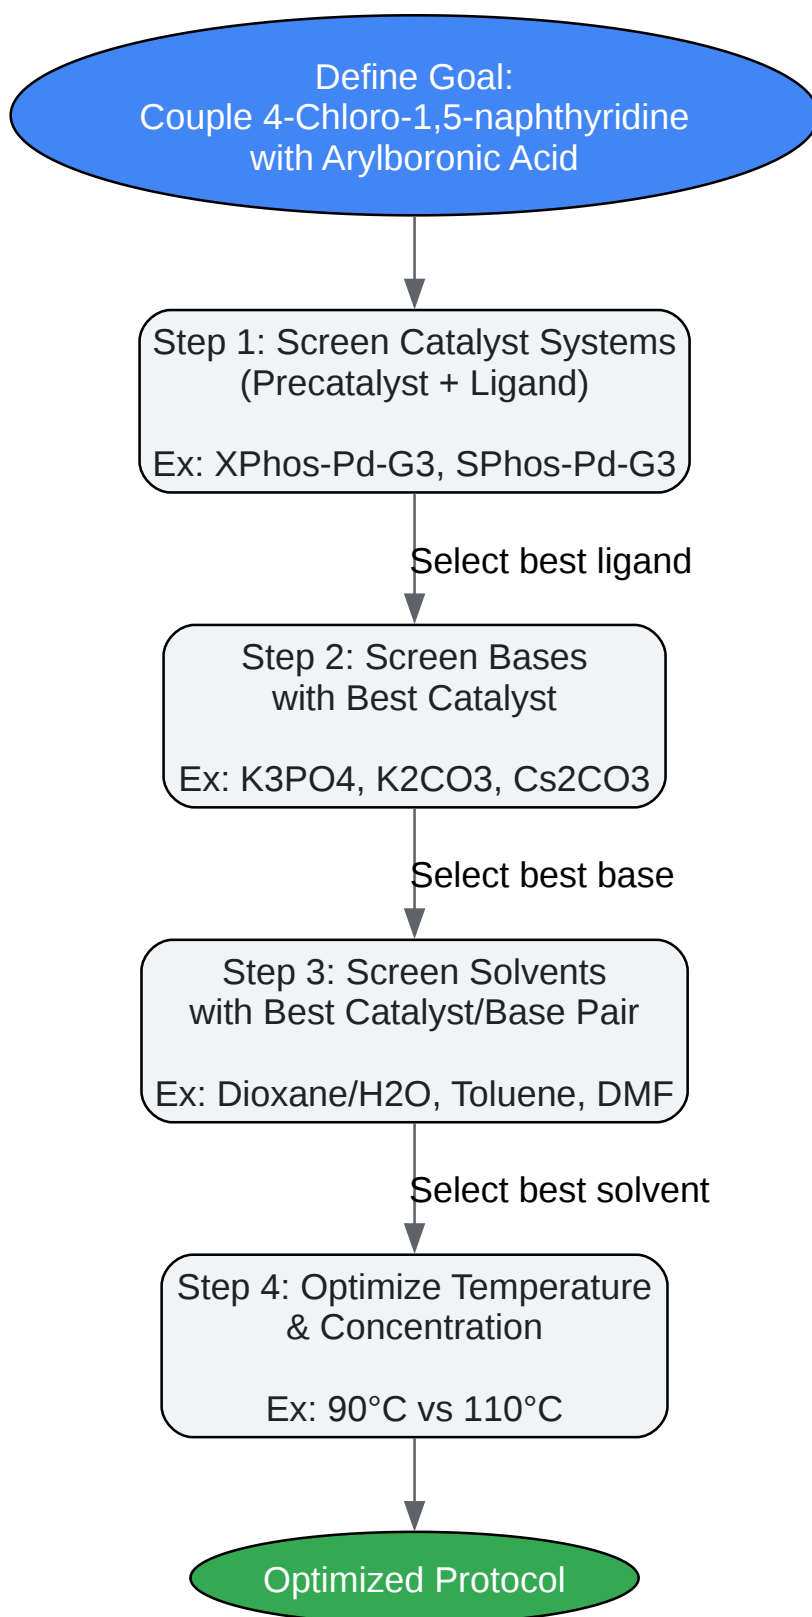 Define Goal:
Couple 4-Chloro-1,5-naphthyridine
with Arylboronic Acid
Step 1: Screen Catalyst Systems
(Precatalyst + Ligand)
Ex: XPhos-Pd-G3, SPhos-Pd-G3
Select best ligand
Step 2: Screen Bases
with Best Catalyst
Ex: K3PO4, K2CO3, Cs2CO3
Select best base
Step 3: Screen Solvents
with Best Catalyst/Base Pair
Ex: Dioxane/H2O, Toluene, DMF
Select best solvent
Step 4: Optimize Temperature
& Concentration
Ex: 90°C vs 110°C
Optimized Protocol